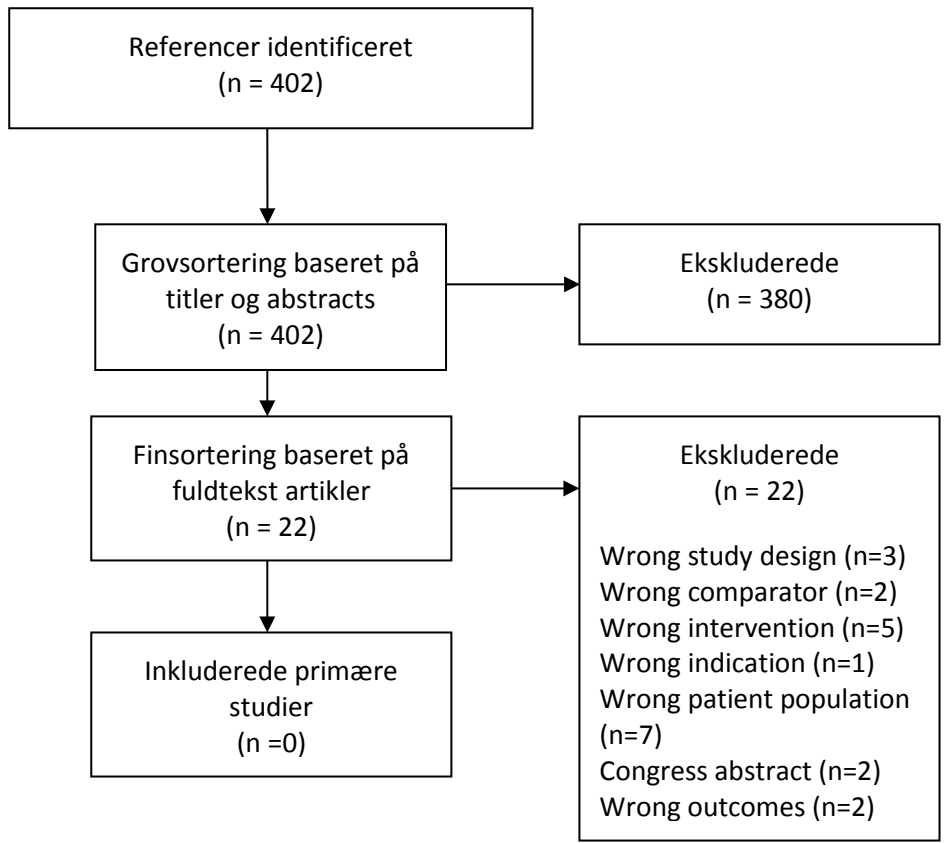 Referencer identificeret
(n = 402)
Grovsortering baseret på
titler og abstracts
(n = 402)
Ekskluderede
(n = 380)
Finsortering baseret på
fuldtekst artikler
(n = 22)
Ekskluderede
(n = 22)
Wrong study design (n=3)
Wrong comparator (n=2)
Wrong intervention (n=5)
Wrong indication (n=1)
Wrong patient population
(n=7)
Congress abstract (n=2)
Wrong outcomes (n=2)
Inkluderede primære
studier
(n =0)